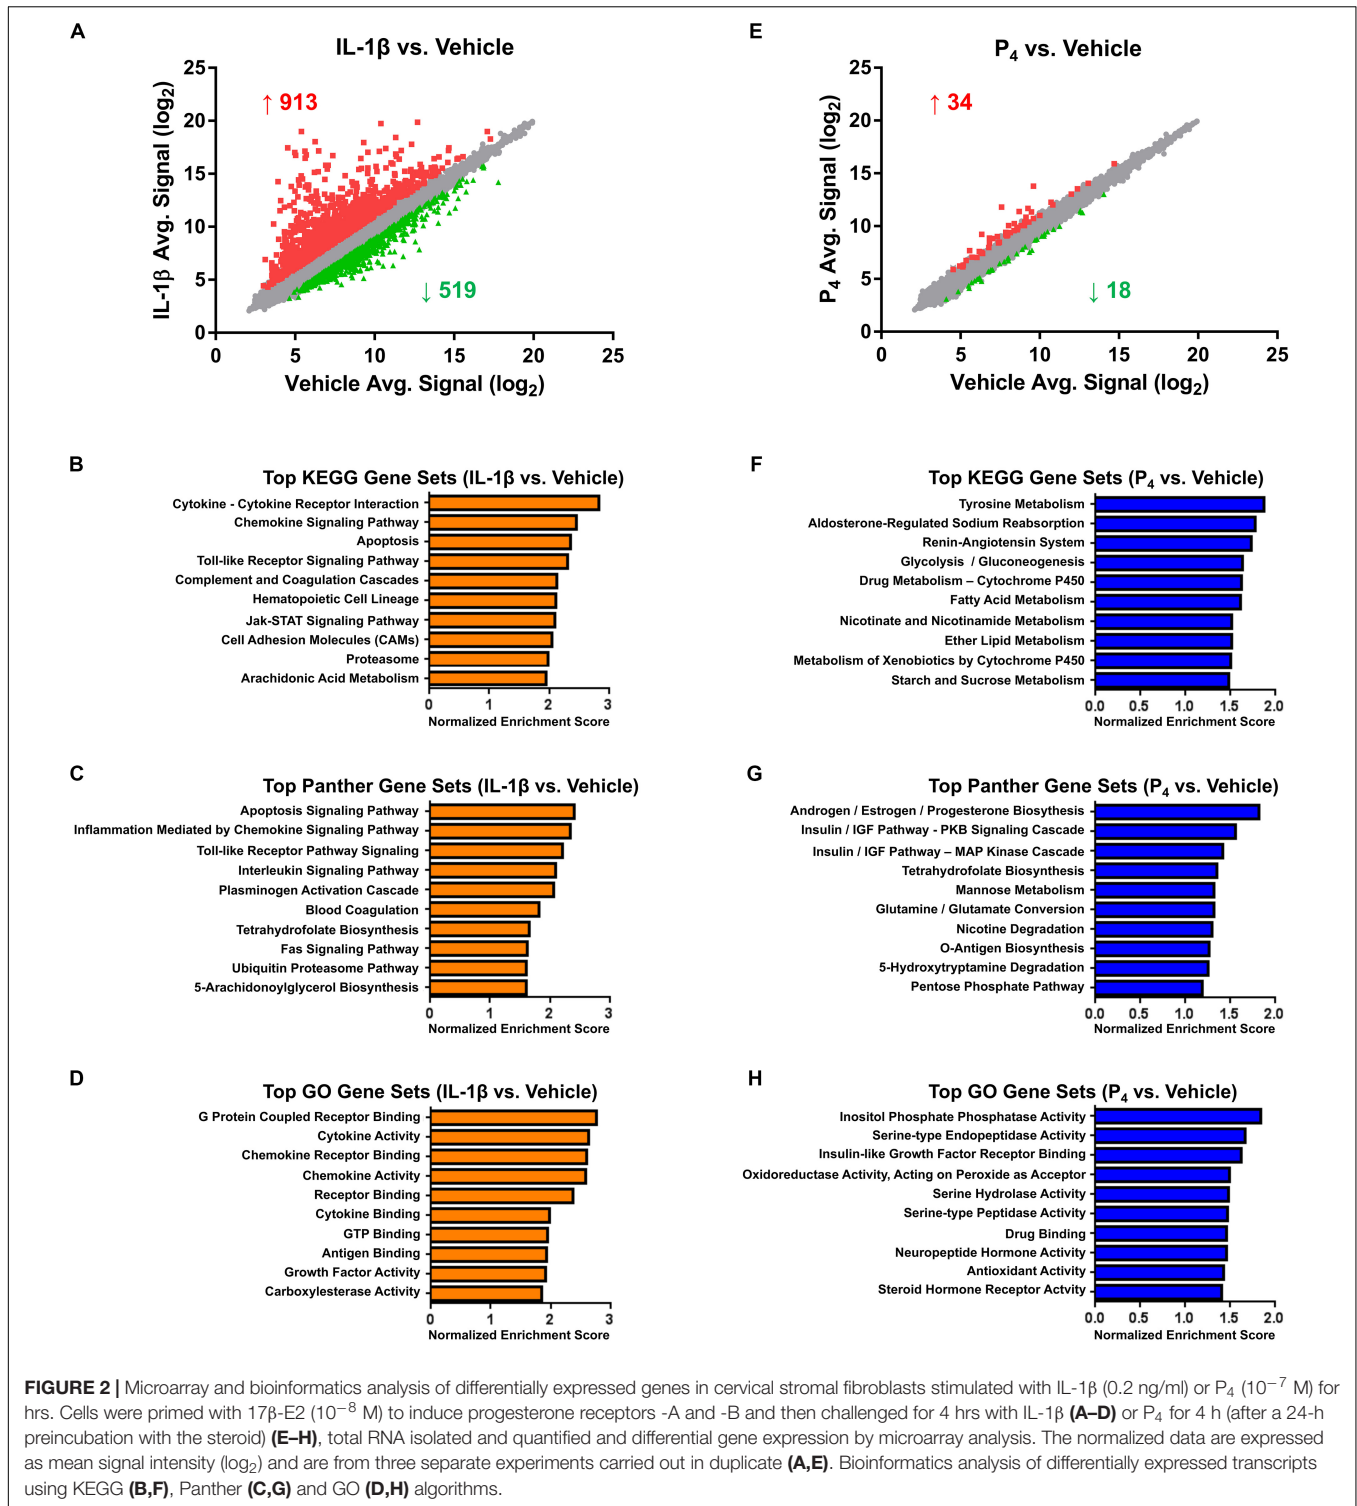 A
IL-1β vs. Vehicle
IL-1β Avg. Signal (log2)
25
20
15
10
5
0
↑ 913
↓ 519
0 5 10 15 20 25
Vehicle Avg. Signal (log2)
E
P4 vs. Vehicle
P4 Avg. Signal (log2)
25
20
15
10
5
0
↑ 34
↓ 18
0 5 10 15 20 25
Vehicle Avg. Signal (log2)
B
Top KEGG Gene Sets (IL-1β vs. Vehicle)
Cytokine - Cytokine Receptor Interaction
Chemokine Signaling Pathway
Apoptosis
Toll-like Receptor Signaling Pathway
Complement and Coagulation Cascades
Hematopoietic Cell Lineage
Jak-STAT Signaling Pathway
Cell Adhesion Molecules (CAMs)
Proteasome
Arachidonic Acid Metabolism
0 1 2 3
Normalized Enrichment Score
F
Top KEGG Gene Sets (P4 vs. Vehicle)
Tyrosine Metabolism
Aldosterone-Regulated Sodium Reabsorption
Renin-Angiotensin System
Glycolysis / Gluconeogenesis
Drug Metabolism – Cytochrome P450
Fatty Acid Metabolism
Nicotinate and Nicotinamide Metabolism
Ether Lipid Metabolism
Metabolism of Xenobiotics by Cytochrome P450
Starch and Sucrose Metabolism
0.0 0.5 1.0 1.5 2.0
Normalized Enrichment Score
C
Top Panther Gene Sets (IL-1β vs. Vehicle)
Apoptosis Signaling Pathway
Inflammation Mediated by Chemokine Signaling Pathway
Toll-like Receptor Pathway Signaling
Interleukin Signaling Pathway
Plasminogen Activation Cascade
Blood Coagulation
Tetrahydrofolate Biosynthesis
Fas Signaling Pathway
Ubiquitin Proteasome Pathway
5-Arachidonoylglycerol Biosynthesis
0 1 2 3
Normalized Enrichment Score
G
Top Panther Gene Sets (P4 vs. Vehicle)
Androgen / Estrogen / Progesterone Biosythesis
Insulin / IGF Pathway - PKB Signaling Cascade
Insulin / IGF Pathway – MAP Kinase Cascade
Tetrahydrofolate Biosynthesis
Mannose Metabolism
Glutamine / Glutamate Conversion
Nicotine Degradation
O-Antigen Biosynthesis
5-Hydroxytryptamine Degradation
Pentose Phosphate Pathway
0.0 0.5 1.0 1.5 2.0
Normalized Enrichment Score
D
Top GO Gene Sets (IL-1β vs. Vehicle)
G Protein Coupled Receptor Binding
Cytokine Activity
Chemokine Receptor Binding
Chemokine Activity
Receptor Binding
Cytokine Binding
GTP Binding
Antigen Binding
Growth Factor Activity
Carboxylesterase Activity
0 1 2 3
Normalized Enrichment Score
H
Top GO Gene Sets (P4 vs. Vehicle)
Inositol Phosphate Phosphatase Activity
Serine-type Endopeptidase Activity
Insulin-like Growth Factor Receptor Binding
Oxidoreductase Activity, Acting on Peroxide as Acceptor
Serine Hydrolase Activity
Serine-type Peptidase Activity
Drug Binding
Neuropeptide Hormone Activity
Antioxidant Activity
Steroid Hormone Receptor Actvity
0.0 0.5 1.0 1.5 2.0
Normalized Enrichment Score
FIGURE 2 | Microarray and bioinformatics analysis of differentially expressed genes in cervical stromal fibroblasts stimulated with IL-1β (0.2 ng/ml) or P4 (10−7 M) for
hrs. Cells were primed with 17β-E2 (10−8 M) to induce progesterone receptors -A and -B and then challenged for 4 hrs with IL-1β (A–D) or P4 for 4 h (after a 24-h
preincubation with the steroid) (E–H), total RNA isolated and quantified and differential gene expression by microarray analysis. The normalized data are expressed
as mean signal intensity (log2) and are from three separate experiments carried out in duplicate (A,E). Bioinformatics analysis of differentially expressed transcripts
using KEGG (B,F), Panther (C,G) and GO (D,H) algorithms.